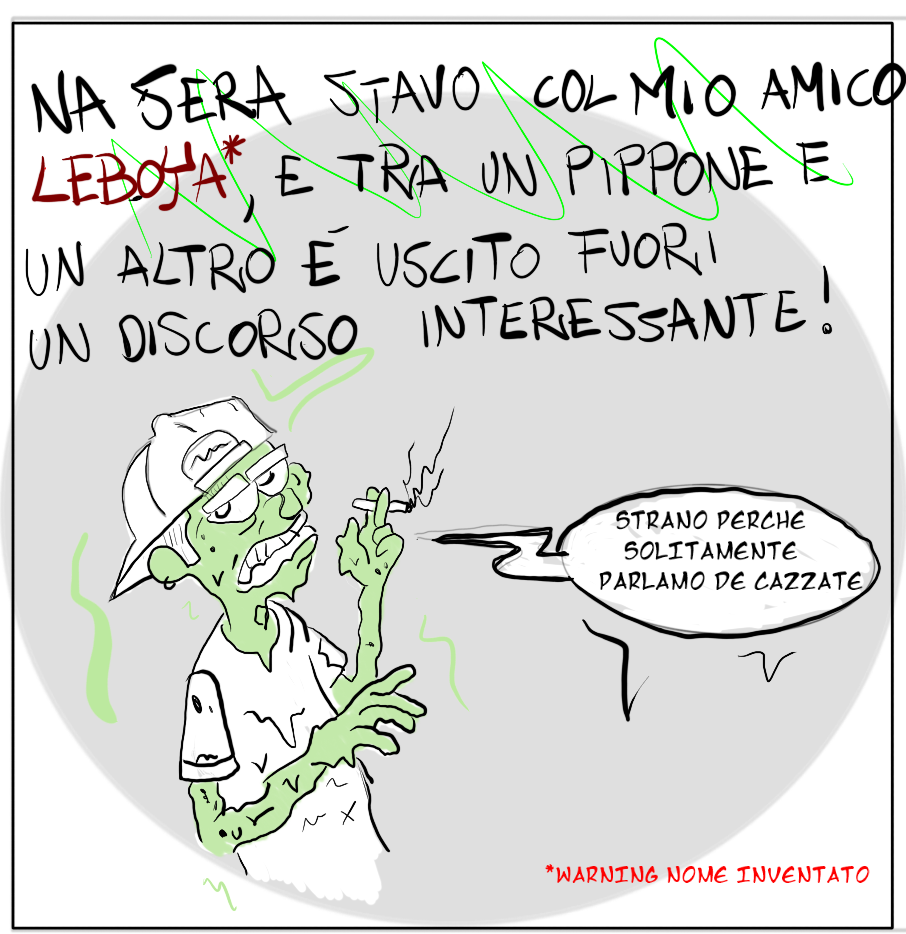 NA SERA STAVO COL MIO AMICO
LEBOJA*, E TRA UN PIPPONE E
UN ALTRO É USCITO FUORI
UN DISCORSO INTERESSANTE!
STRANO PERCHE
SOLITAMENTE
PARLAMO DE CAZZATE
*WARNING NOME INVENTATO